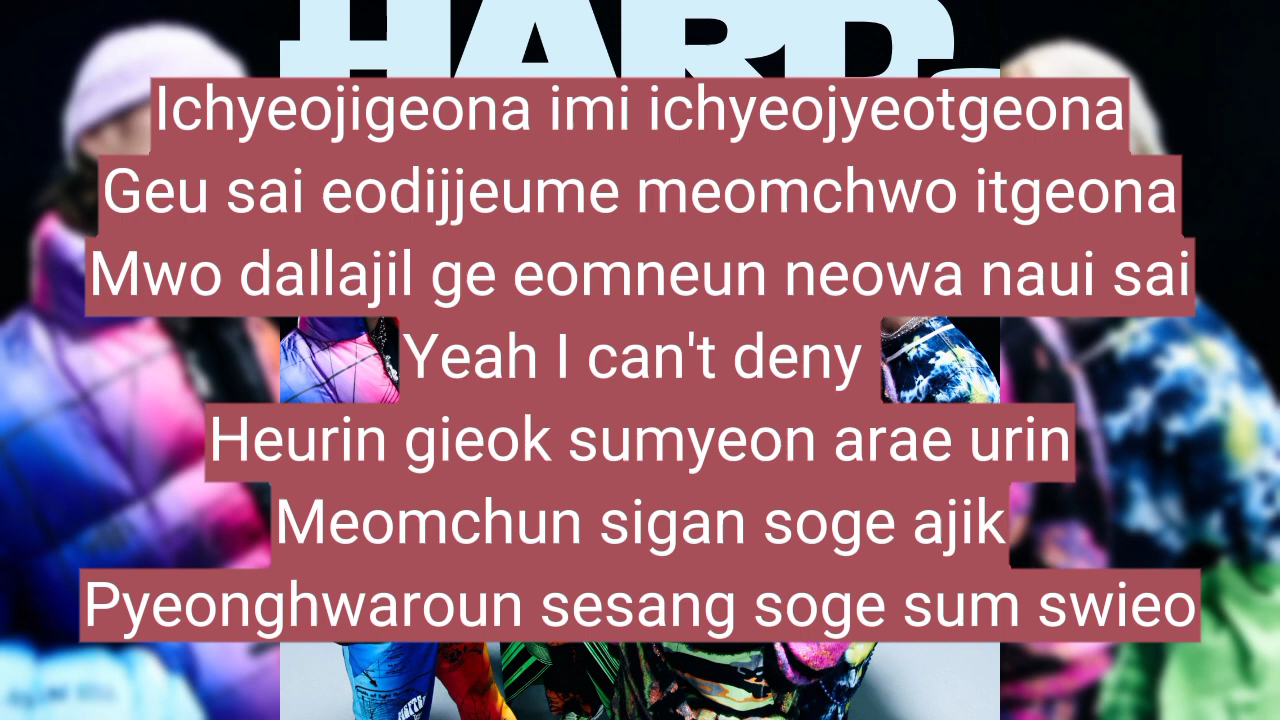 HARD
Ichyeojigeona imi ichyeojyeotgeona
Geu sai eodijjeume meomchwo itgeona
Mwo dallajil ge eomneun neowa naui sai
Yeah I can't deny
Heurin gieok sumyeon arae urin
Meomchun sigan soge ajik
Pyeonghwaroun sesang soge sum swieo